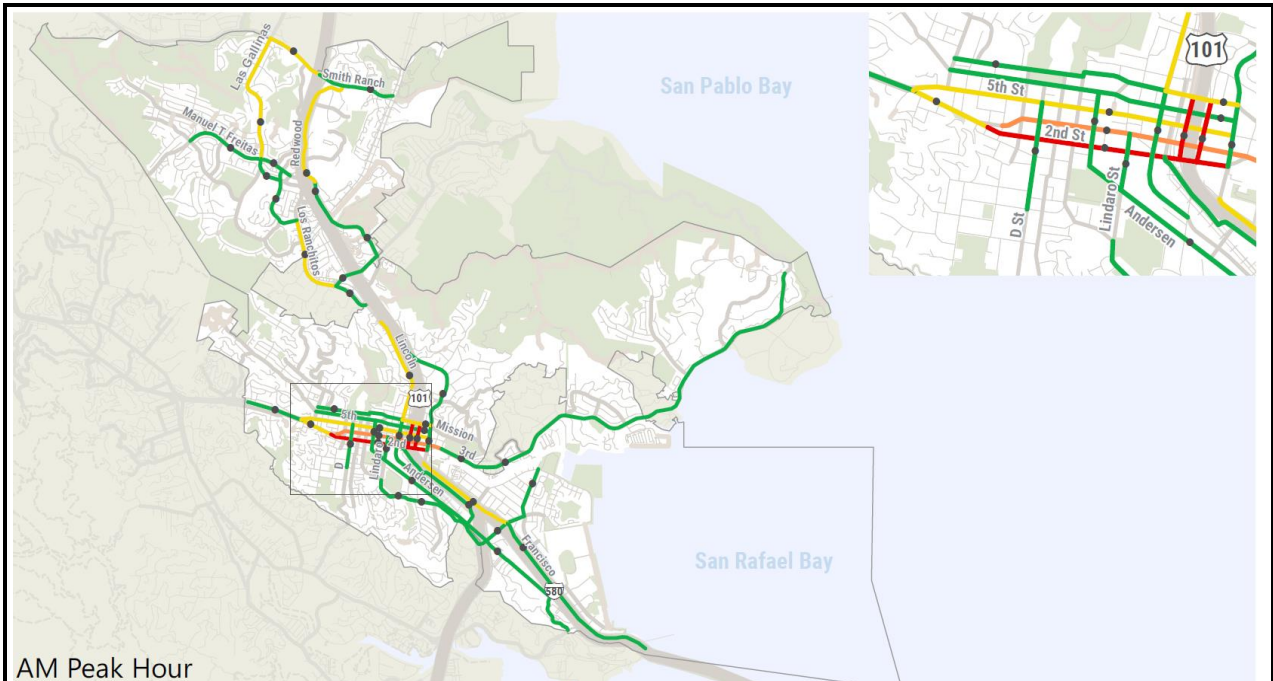 Las Gallinas
Smith Ranch
Manuel T Freitas
Redwood
Los Ranchitos
San Pablo Bay
Lincoln
101
5th
Mission
2nd
3rd
D
Lindaro
Andersen
Francisco
580
San Rafael Bay
AM Peak Hour
101
5th St
2nd St
D St
Lindaro St
Andersen